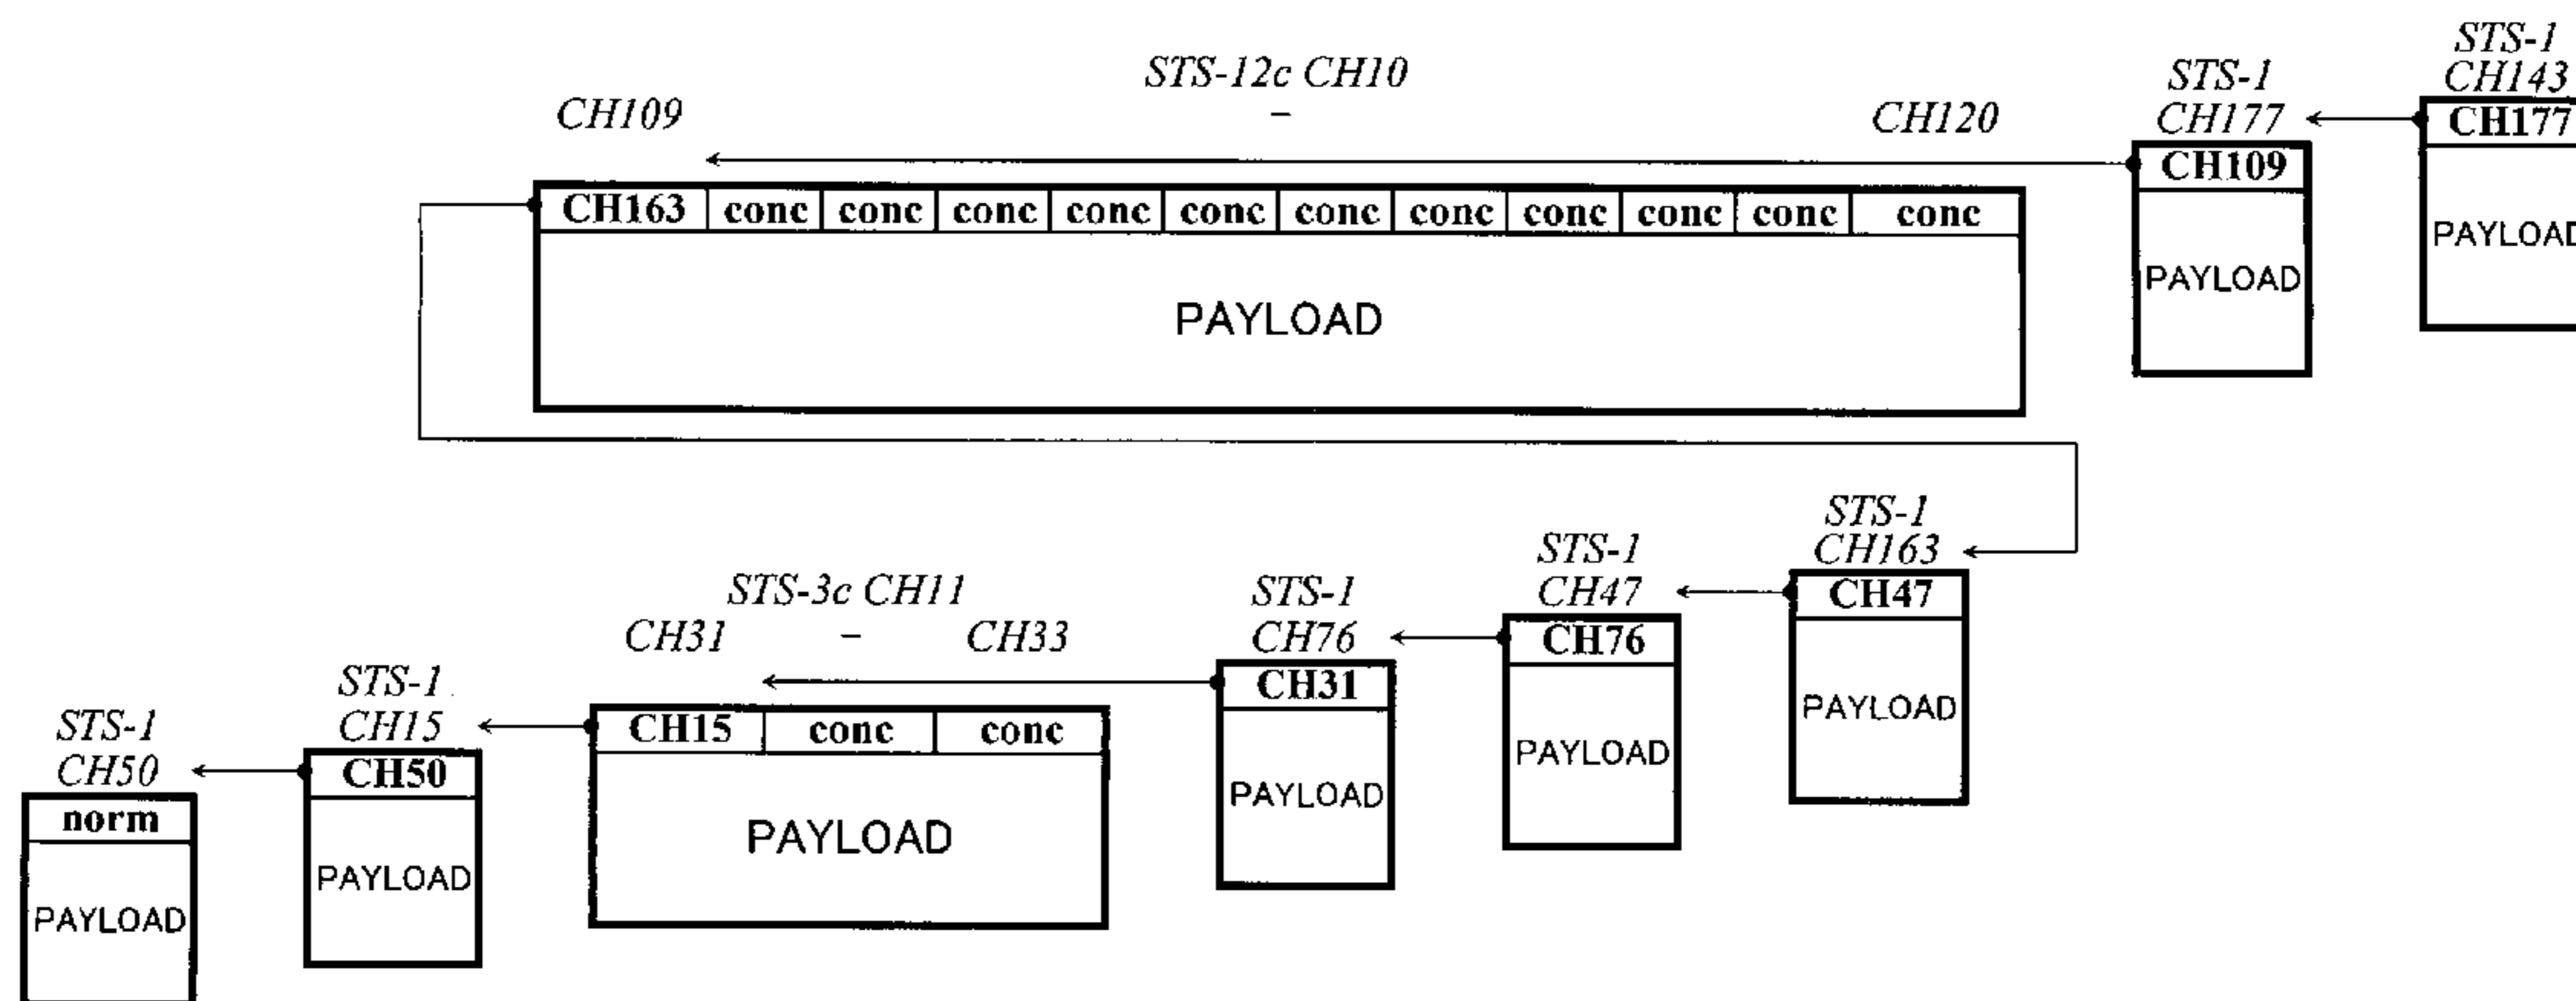 STS-1
CH143
CH177
PAYLOAD
STS-1
CH177
CH109
PAYLOAD
STS-12c CH10
CH109 – CH120
CH163 conc conc conc conc conc conc conc conc conc conc conc
PAYLOAD
STS-1
CH163
CH47
PAYLOAD
STS-1
CH47
CH76
PAYLOAD
STS-1
CH76
CH31
PAYLOAD
STS-3c CH11
CH31 – CH33
CH15 conc conc
PAYLOAD
STS-1
CH15
CH50
PAYLOAD
STS-1
CH50
norm
PAYLOAD